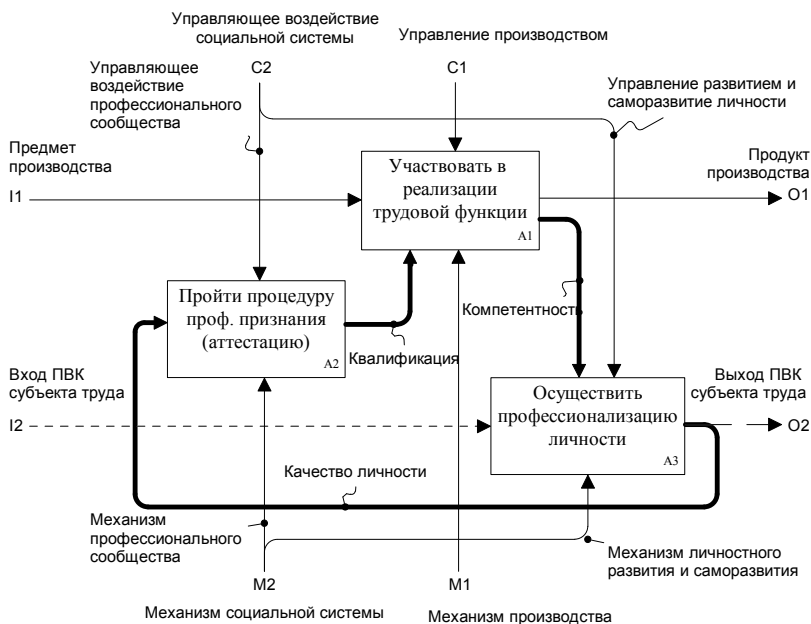 Управляющее воздействие
социальной системы
Управление производством
Управляющее
воздействие
профессионального
сообщества
C2
C1
Управление развитием и
саморазвитие личности
Предмет
производства
I1
Участвовать в
реализации
трудовой функции
A1
Продукт
производства
O1
Пройти процедуру
проф. признания
(аттестацию)
A2
Квалификация
Компетентность
Вход ПВК
субъекта труда
I2
Осуществить
профессионализацию
личности
A3
Выход ПВК
субъекта труда
O2
Качество личности
Механизм
профессионального
сообщества
M2
M1
Механизм личностного
развития и саморазвития
Механизм социальной системы
Механизм производства